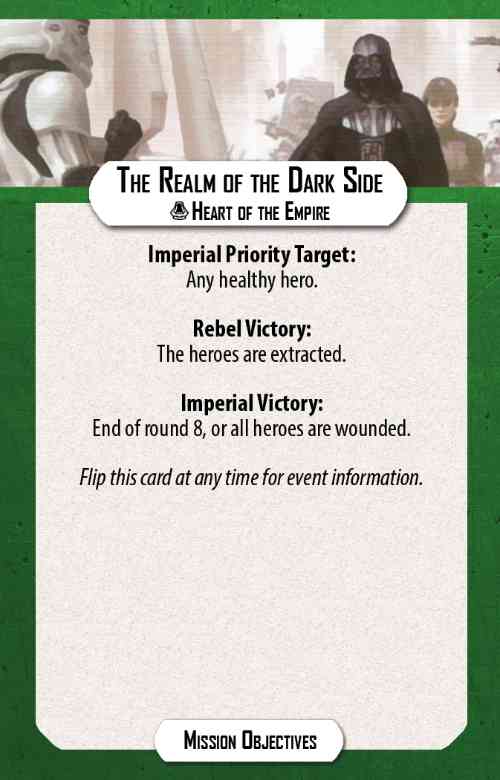 The Realm of the Dark Side
Heart of the Empire
Imperial Priority Target:
Any healthy hero.
Rebel Victory:
The heroes are extracted.
Imperial Victory:
End of round 8, or all heroes are wounded.
Flip this card at any time for event information.
Mission Objectives